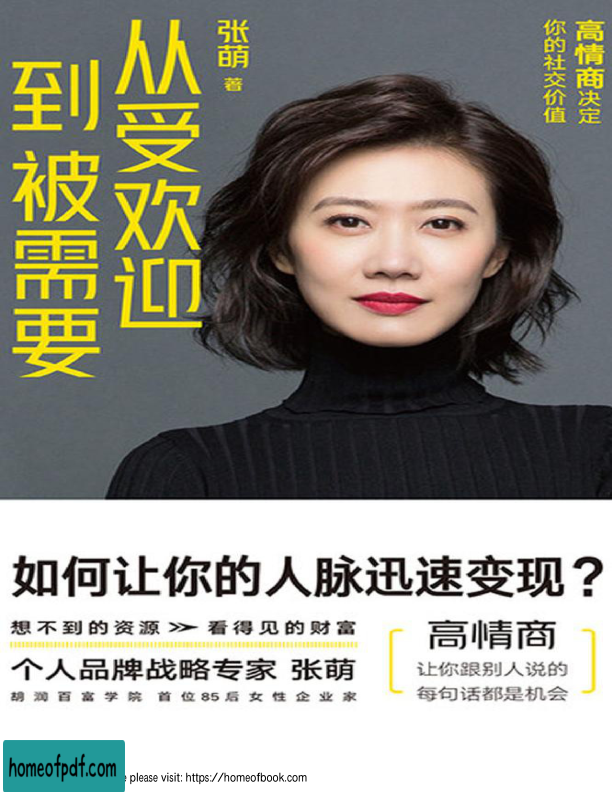 从受欢迎
到被需要
张萌 著
高情商决定
你的社交价值
如何让你的人脉迅速变现？
想不到的资源 >> 看得见的财富
个人品牌战略专家 张萌
胡润百富学院 首位85后女性企业家
高情商
让你跟别人说的
每句话都是机会
homeofpdf.com
e please visit: https://homeofbook.com